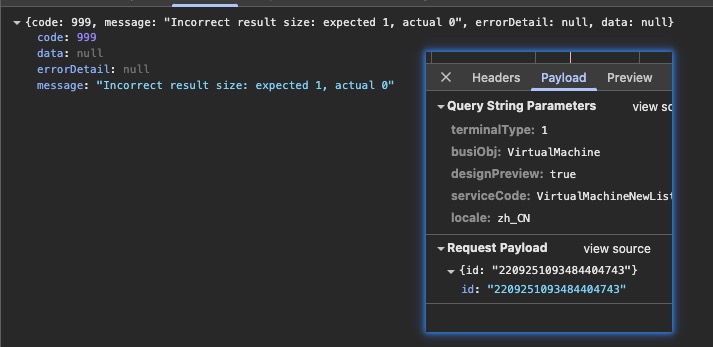 {code: 999, message: "Incorrect result size: expected 1, actual 0", errorDetail: null, data: null}
code: 999
data: null
errorDetail: null
message: "Incorrect result size: expected 1, actual 0"
Headers Payload Preview
Query String Parameters view so
terminalType: 1
busiObj: VirtualMachine
designPreview: true
serviceCode: VirtualMachineNewList
locale: zh_CN
Request Payload view source
{id: "2209251093484404743"}
id: "2209251093484404743"